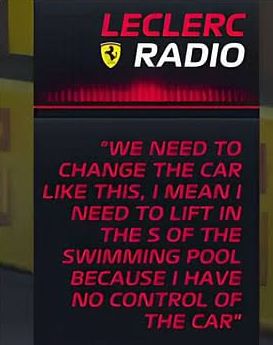 LECLERC
RADIO
"WE NEED TO
CHANGE THE CAR
LIKE THIS, I MEAN I
NEED TO LIFT IN
THE S OF THE
SWIMMING POOL
BECAUSE I HAVE
NO CONTROL OF
THE CAR"